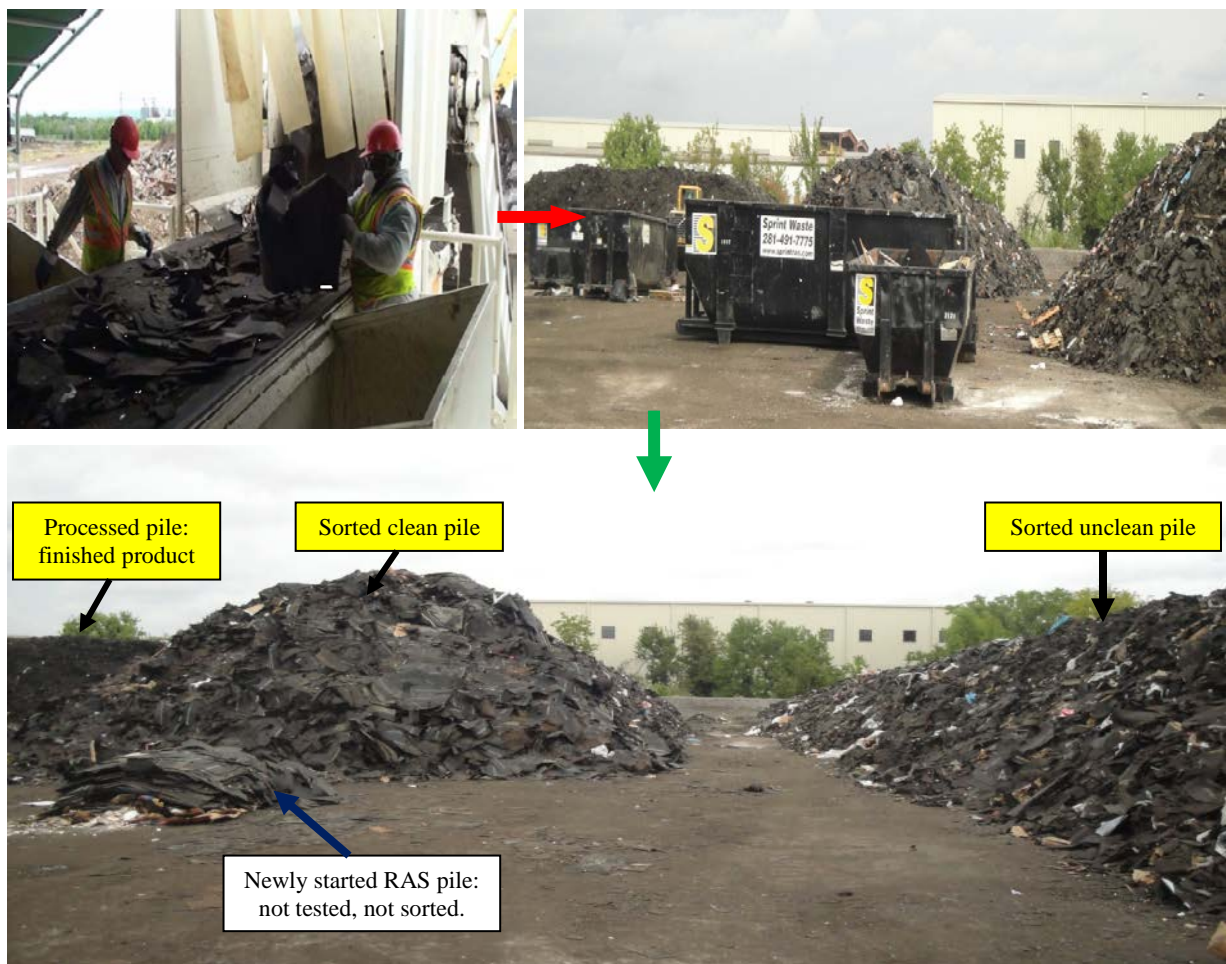 S
Sprint Waste
281-491-7775
S
Sprint
Waste
Processed pile:
finished product
Sorted clean pile
Sorted unclean pile
Newly started RAS pile:
not tested, not sorted.